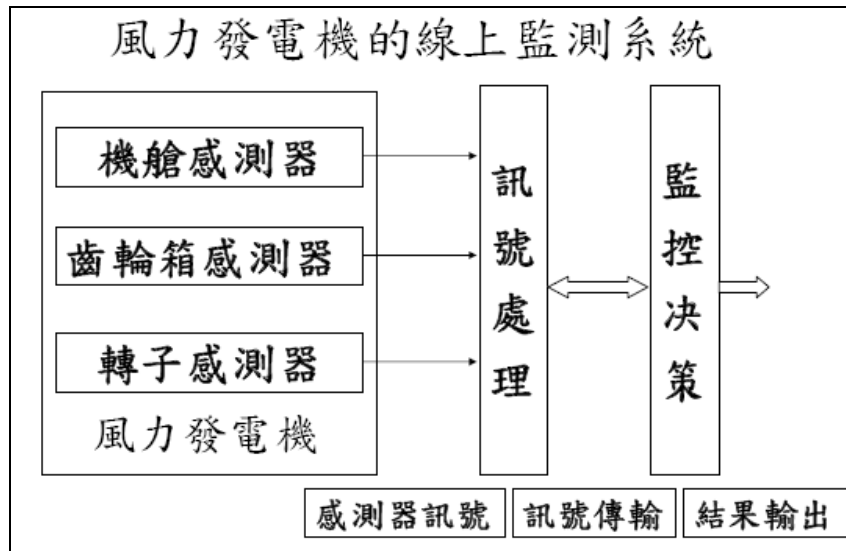 風力發電機的線上監測系統
機艙感測器
齒輪箱感測器
轉子感測器
風力發電機
訊號處理
監控決策
感測器訊號
訊號傳輸
結果輸出